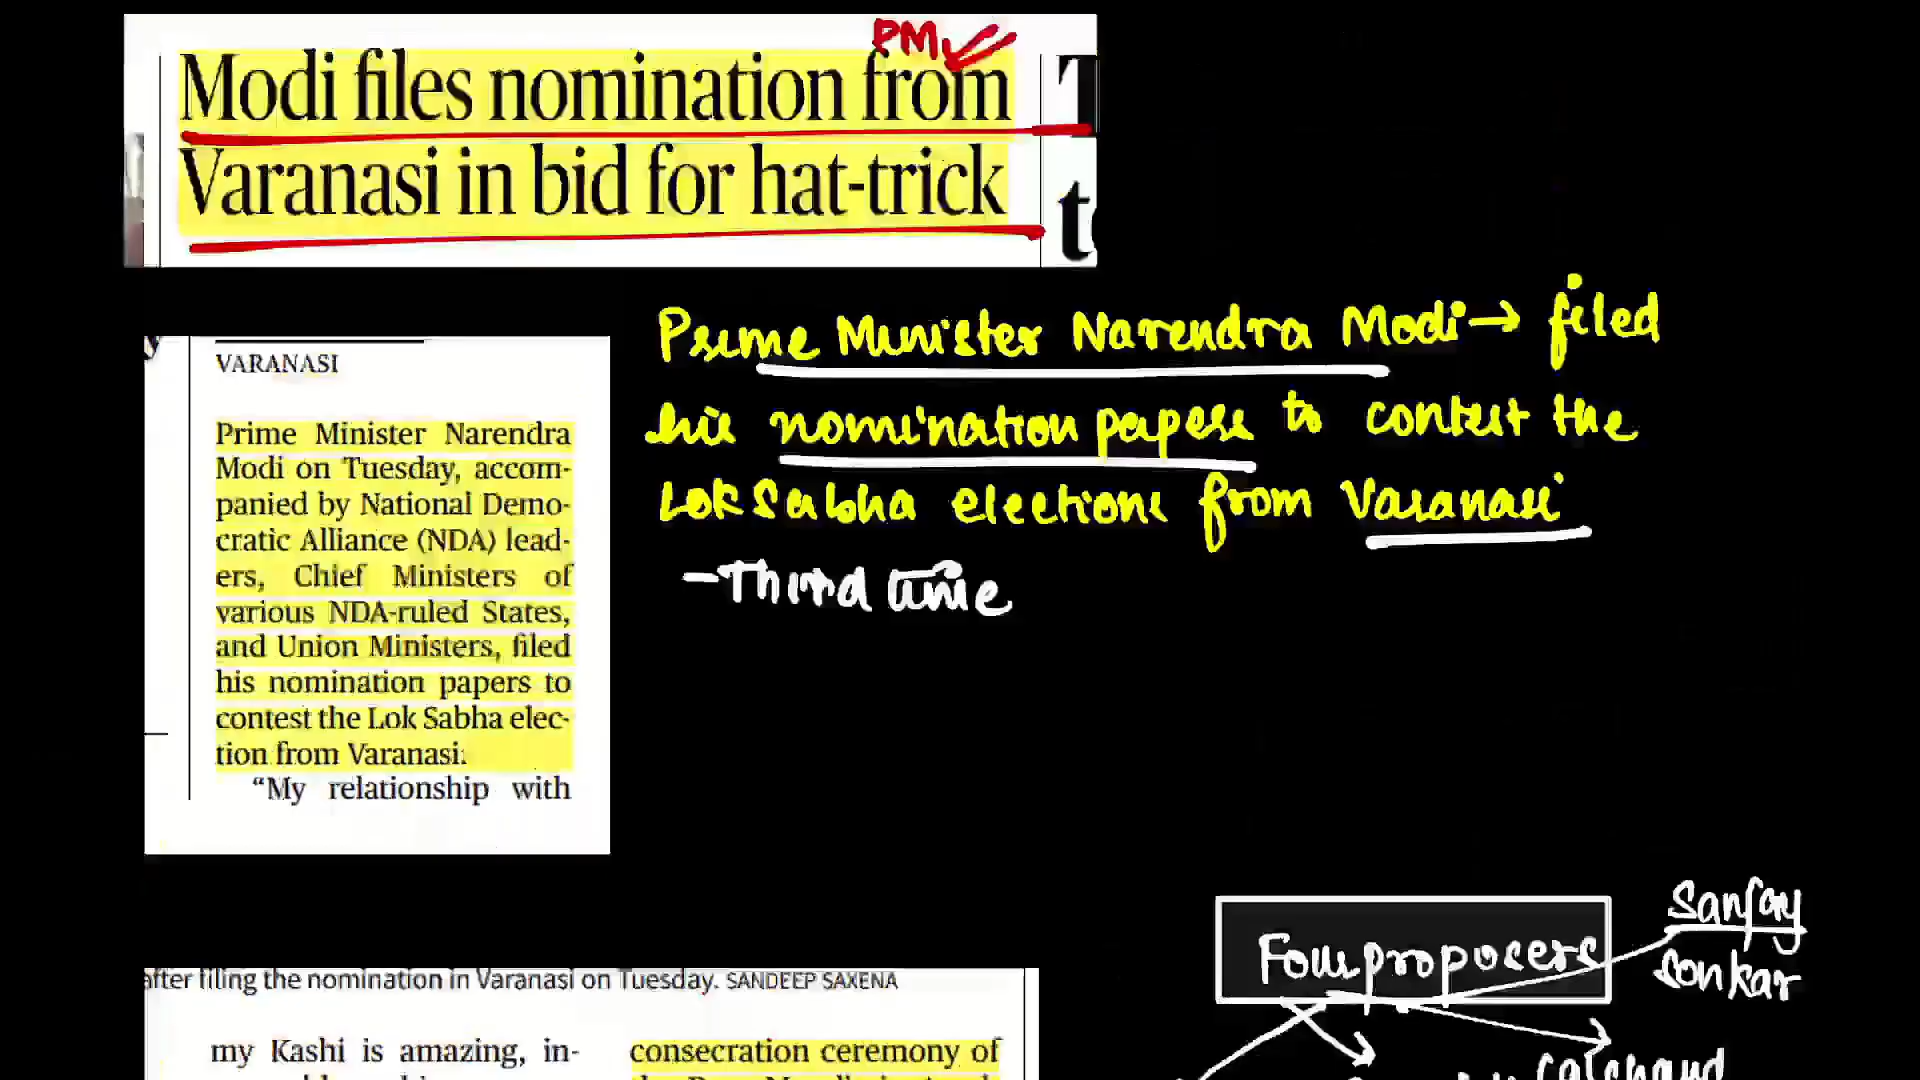 PM
Modi files nomination from
Varanasi in bid for hat-trick
T
t
Prime Minister Narendra Modi → filed
his nomination papers to contest the
Lok Sabha elections from Varanasi
- Third time
y
VARANASI
Prime Minister Narendra
Modi on Tuesday, accom-
panied by National Demo-
cratic Alliance (NDA) lead-
ers, Chief Ministers of
various NDA-ruled States,
and Union Ministers, filed
his nomination papers to
contest the Lok Sabha elec-
tion from Varanasi.
“My relationship with
Four proposers
Sanjay
Sonkar
Lalchand
after filing the nomination in Varanasi on Tuesday. SANDEEP SAXENA
my Kashi is amazing, in-
consecration ceremony of